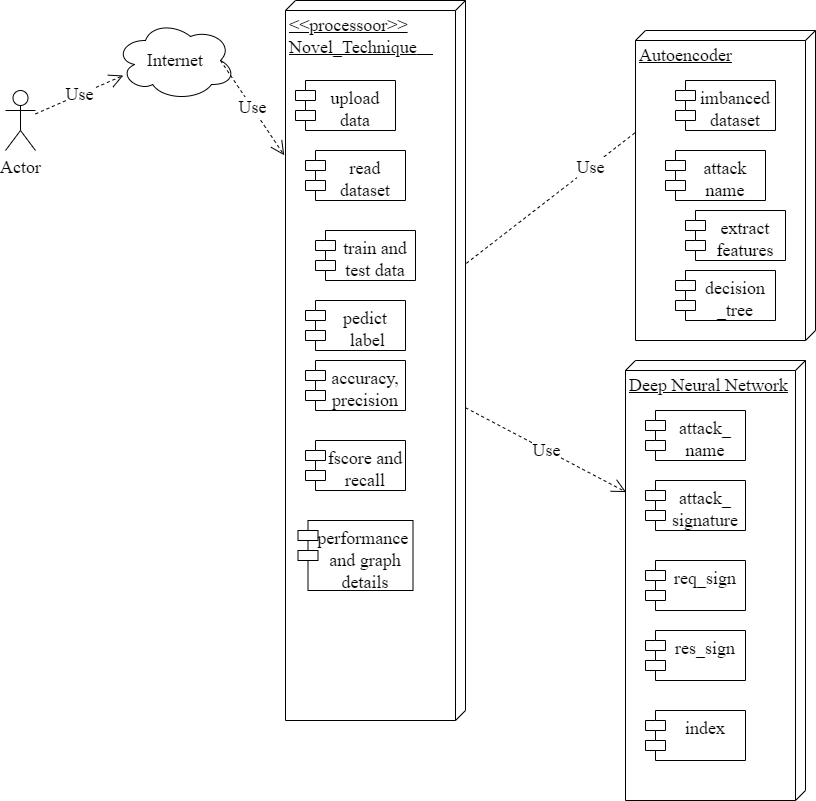 Actor
Use
Internet
Use
<<processoor>>
Novel_Technique
upload
data
read
dataset
train and
test data
pedict
label
accuracy,
precision
fscore and
recall
performance
and graph
details
Use
Autoencoder
imbanced
dataset
attack
name
extract
features
decision
_tree
Use
Deep Neural Network
attack_
name
attack_
signature
req_sign
res_sign
index